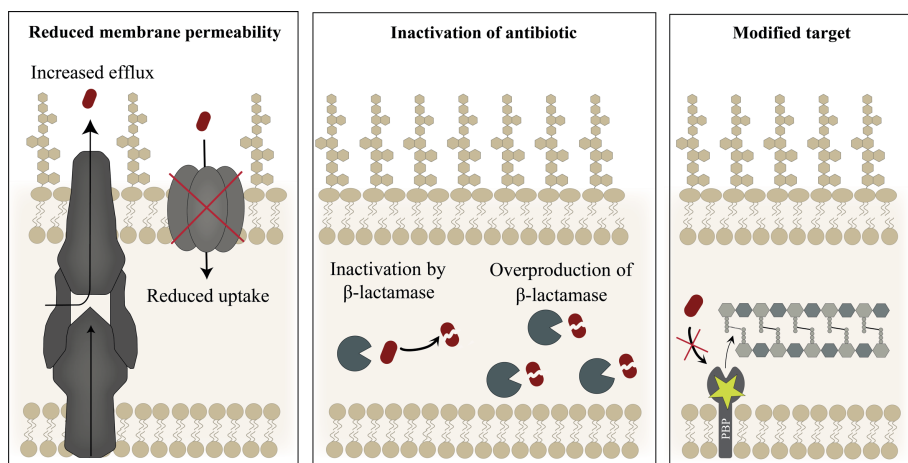 Reduced membrane permeability
Increased efflux
Reduced uptake
Inactivation of antibiotic
Inactivation by
β-lactamase
Overproduction of
β-lactamase
Modified target
PBP